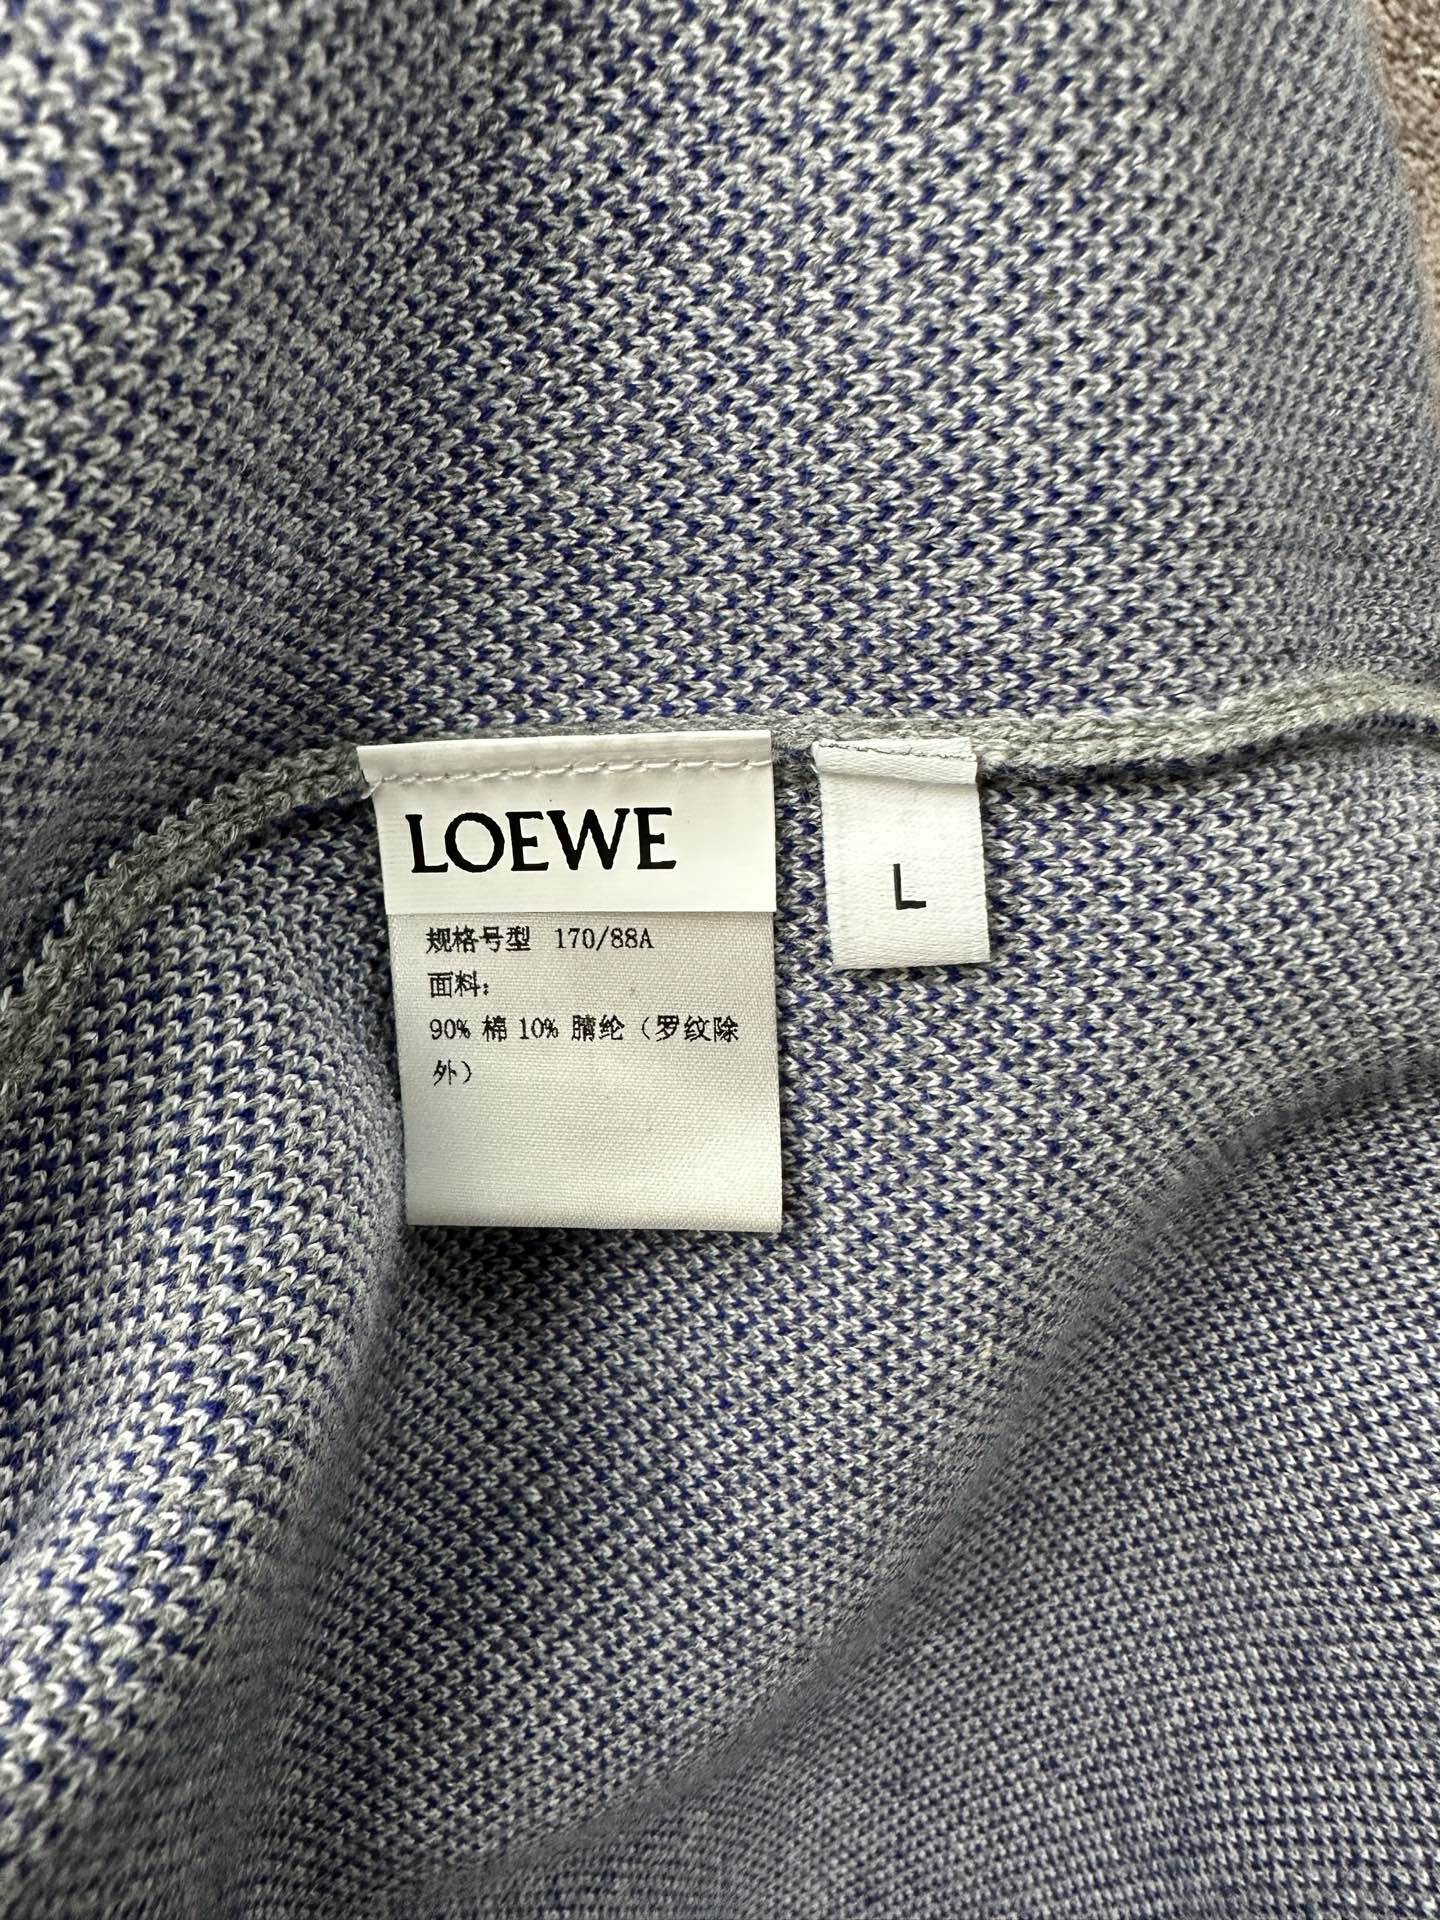 LOEWE
规格号型 170/88A
面料:
90% 棉 10% 腈纶（罗纹除
外）
L